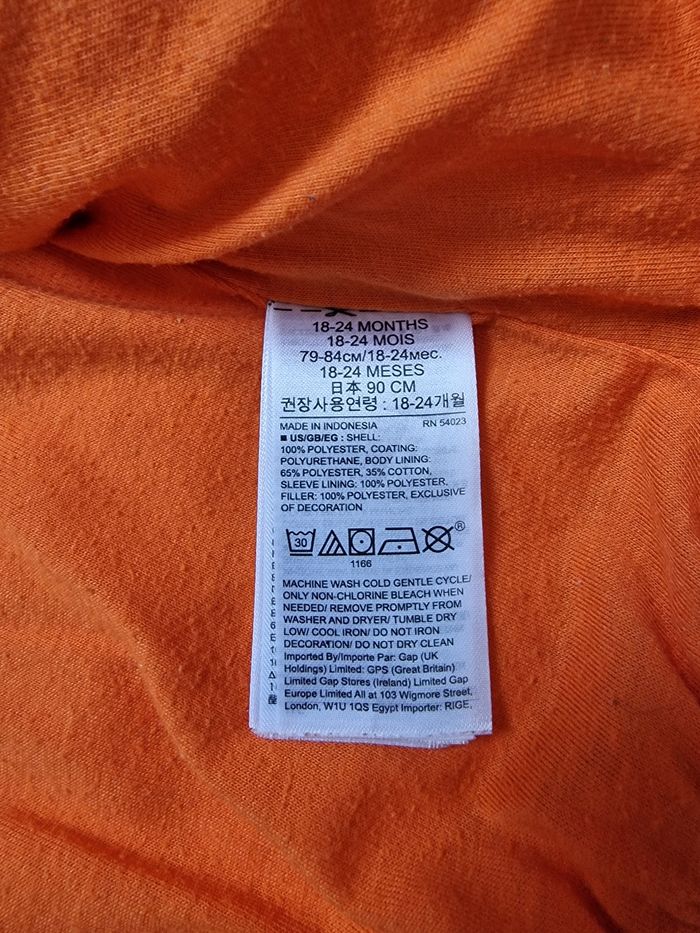 18-24 MONTHS
18-24 MOIS
79-84см/18-24мес.
18-24 MESES
日本 90 CM
권장사용연령 : 18-24개월
MADE IN INDONESIA RN 54023
■ US/GB/EG : SHELL:
100% POLYESTER, COATING:
POLYURETHANE, BODY LINING:
65% POLYESTER, 35% COTTON,
SLEEVE LINING: 100% POLYESTER,
FILLER: 100% POLYESTER, EXCLUSIVE
OF DECORATION
30
®
1166
MACHINE WASH COLD GENTLE CYCLE/
ONLY NON-CHLORINE BLEACH WHEN
NEEDED/ REMOVE PROMPTLY FROM
WASHER AND DRYER/ TUMBLE DRY
LOW/ COOL IRON/ DO NOT IRON
DECORATION/ DO NOT DRY CLEAN
Imported By/Importe Par: Gap (UK
Holdings) Limited: GPS (Great Britain)
Limited Gap Stores (Ireland) Limited Gap
Europe Limited All at 103 Wigmore Street,
London, W1U 1QS Egypt Importer: RIGE,